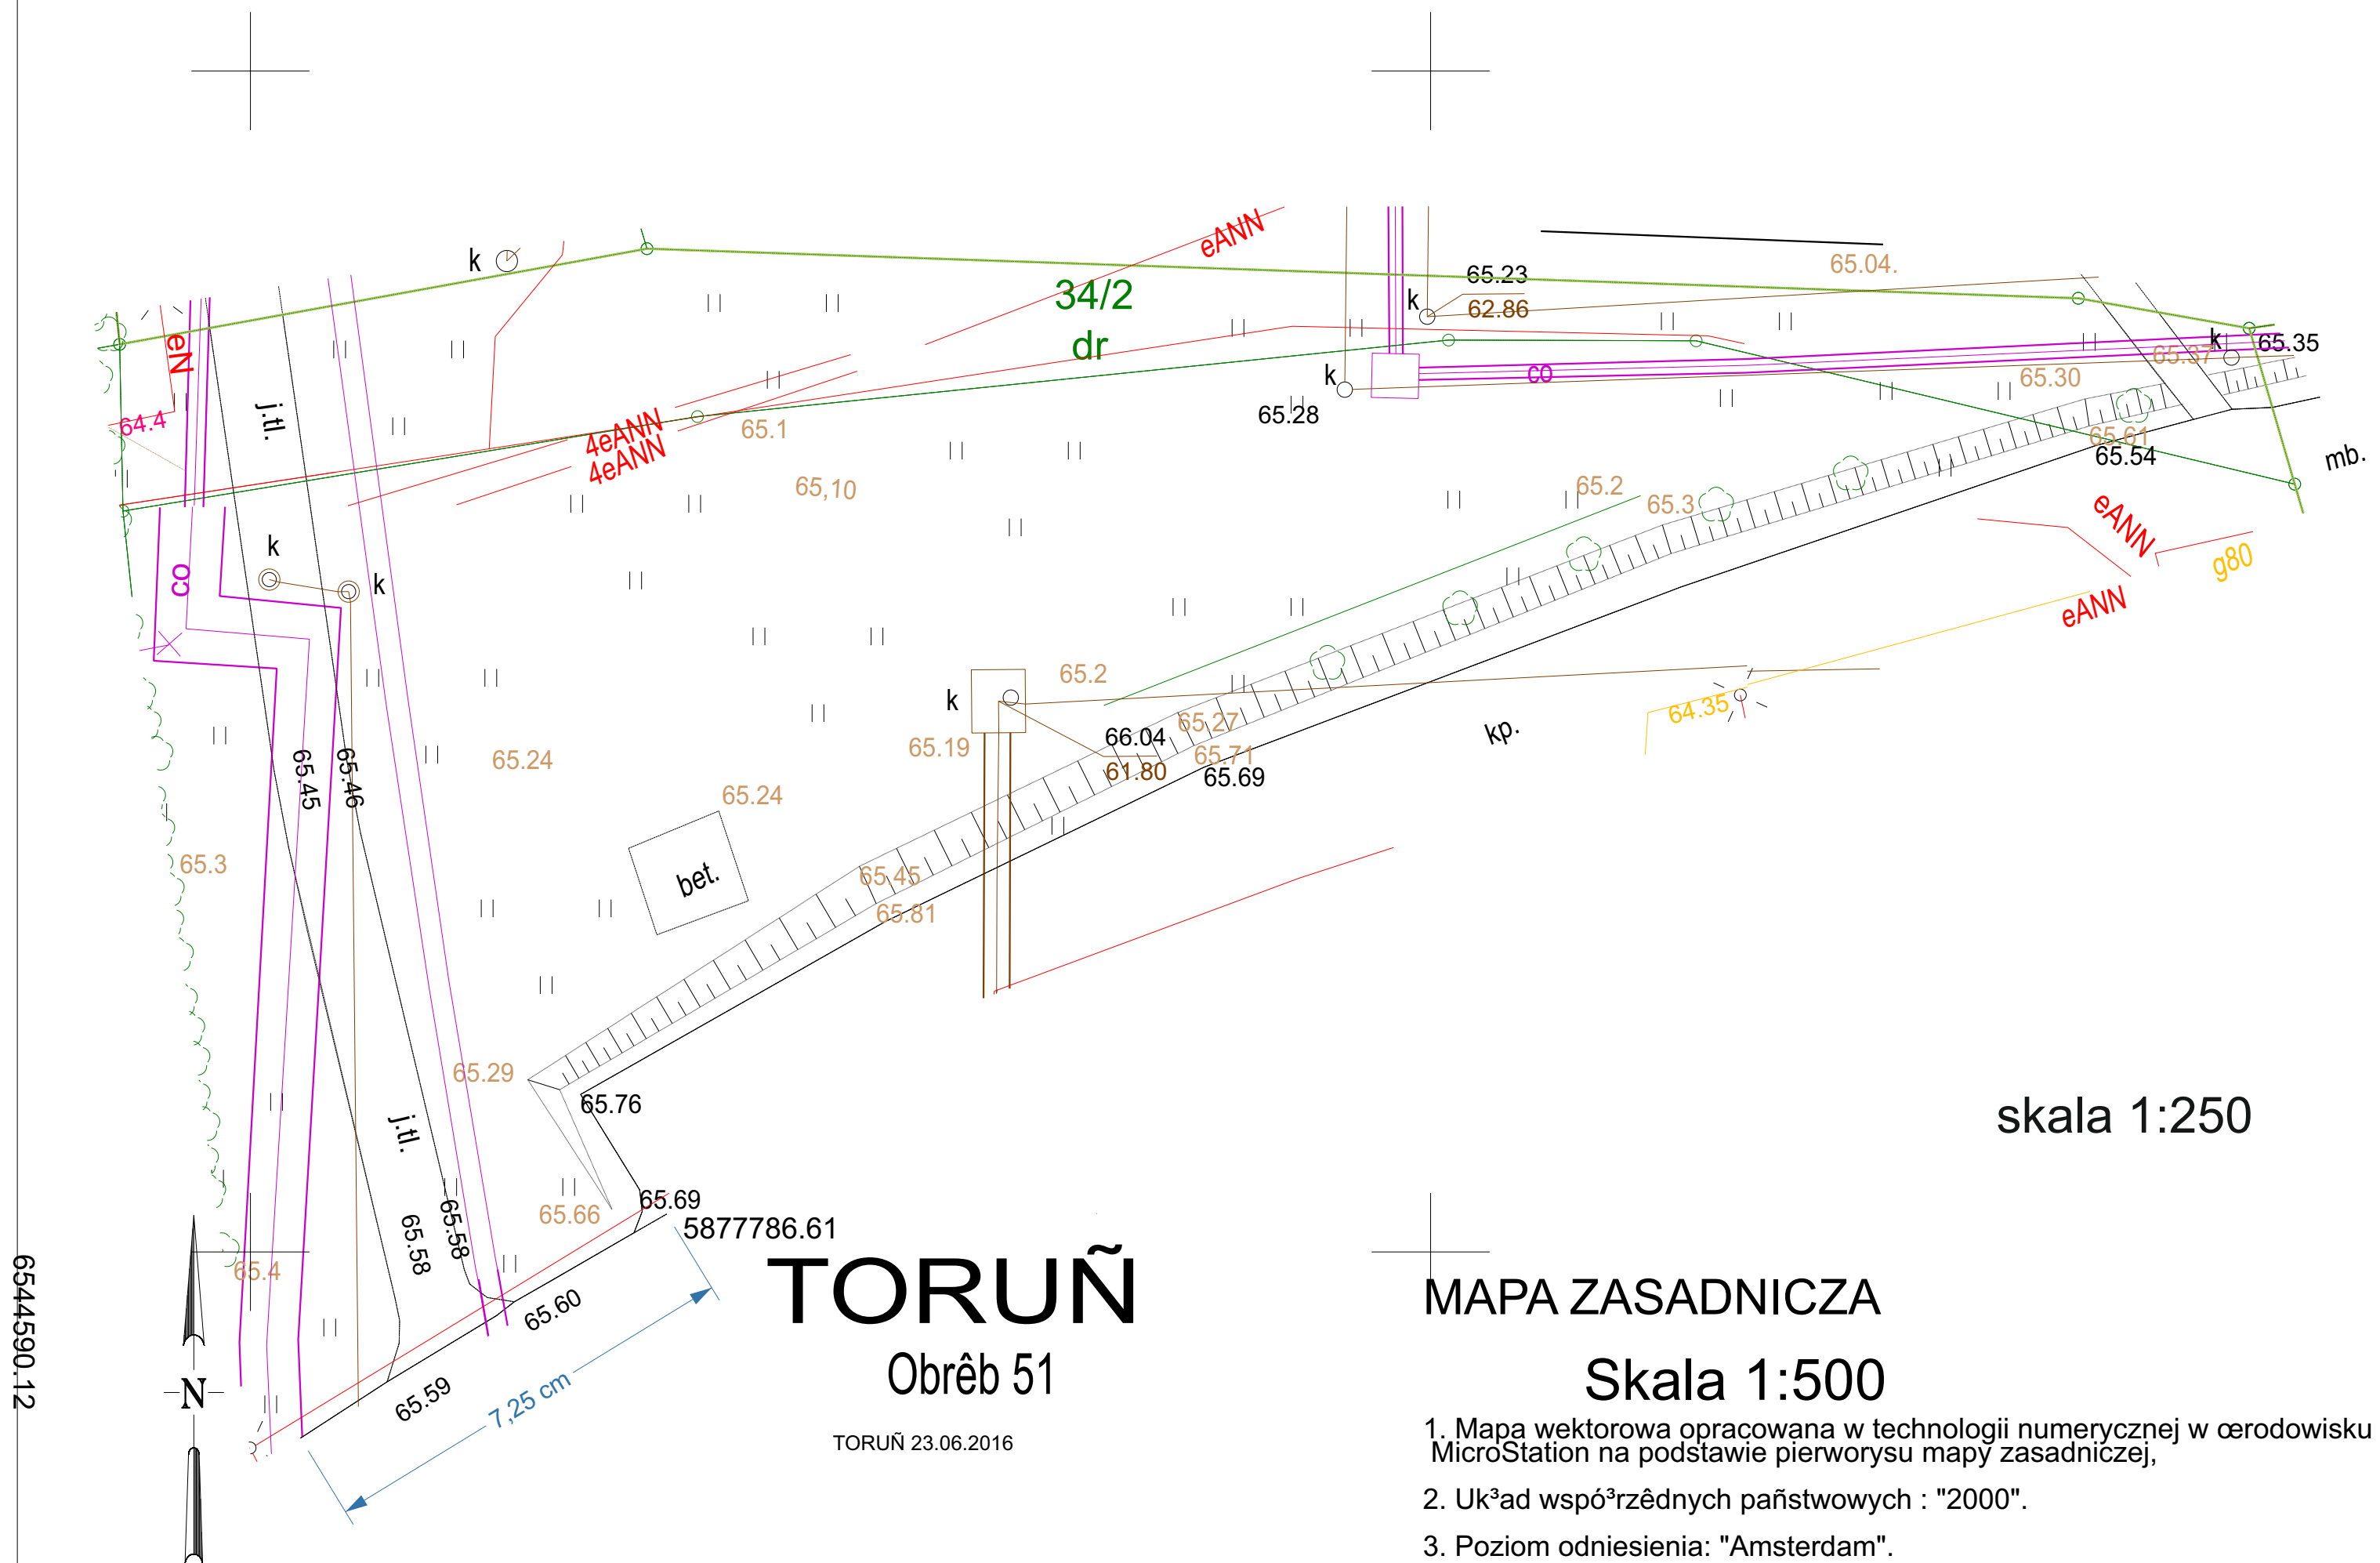 k
eANN
34/2
dr
65.23
62.86
k
65.04.
eN
64.4
j.tl.
4eANN
4eANN
65.1
65,10
k
65.28
co
k
65.35
65.37
65.30
65.61
65.54
mb.
65.2
65.3
eANN
g80
eANN
k
k
co
65.2
k
65.19
66.04
61.80
65.27
65.71
65.69
kp.
64.35
65.45
65.46
65.24
65.24
65.3
bet.
65.45
65.81
65.29
65.76
j.tl.
65.58
65.58
65.66
65.69
5877786.61
65.4
65.60
65.59
7,25 cm
6544590.12
N
skala 1:250
TORUÑ
Obrêb 51
TORUÑ 23.06.2016
MAPA ZASADNICZA
Skala 1:500
1. Mapa wektorowa opracowana w technologii numerycznej w œrodowisku
MicroStation na podstawie pierworysu mapy zasadniczej,
2. Uk³ad wspó³rzêdnych pañstwowych : "2000".
3. Poziom odniesienia: "Amsterdam".